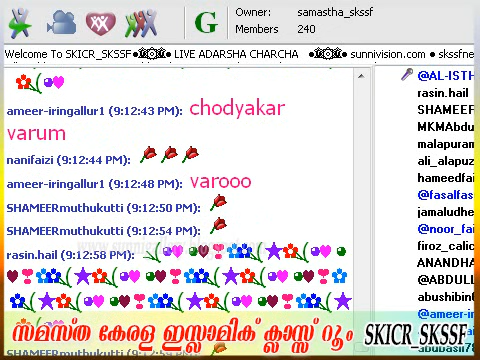 Owner: samastha_skssf
Members 240
Welcome To SKICR_SKSSF LIVE ADARSHA CHARCHA sunnivision.com skssfne
ameer-iringallur1 (9:12:43 PM): chodyakar
varum
nanifaizi (9:12:44 PM):
ameer-iringallur1 (9:12:48 PM): varooo
SHAMEERmuthukutti (9:12:50 PM):
SHAMEERmuthukutti (9:12:54 PM):
rasin.hail (9:12:58 PM):
@AL-ISTH
rasin.hail
SHAMEEF
MKMAbdu
malapuram
ali_alapuz
hameedfai
@fasalfas
jamaludhe
@noor_fai
firoz_calic
ANANDHA
@ABDULL
abushibin
സമസ്ത കേരള ഇസ്ലാമിക് ക്ലാസ്സ് റൂം SKICR_SKSSF